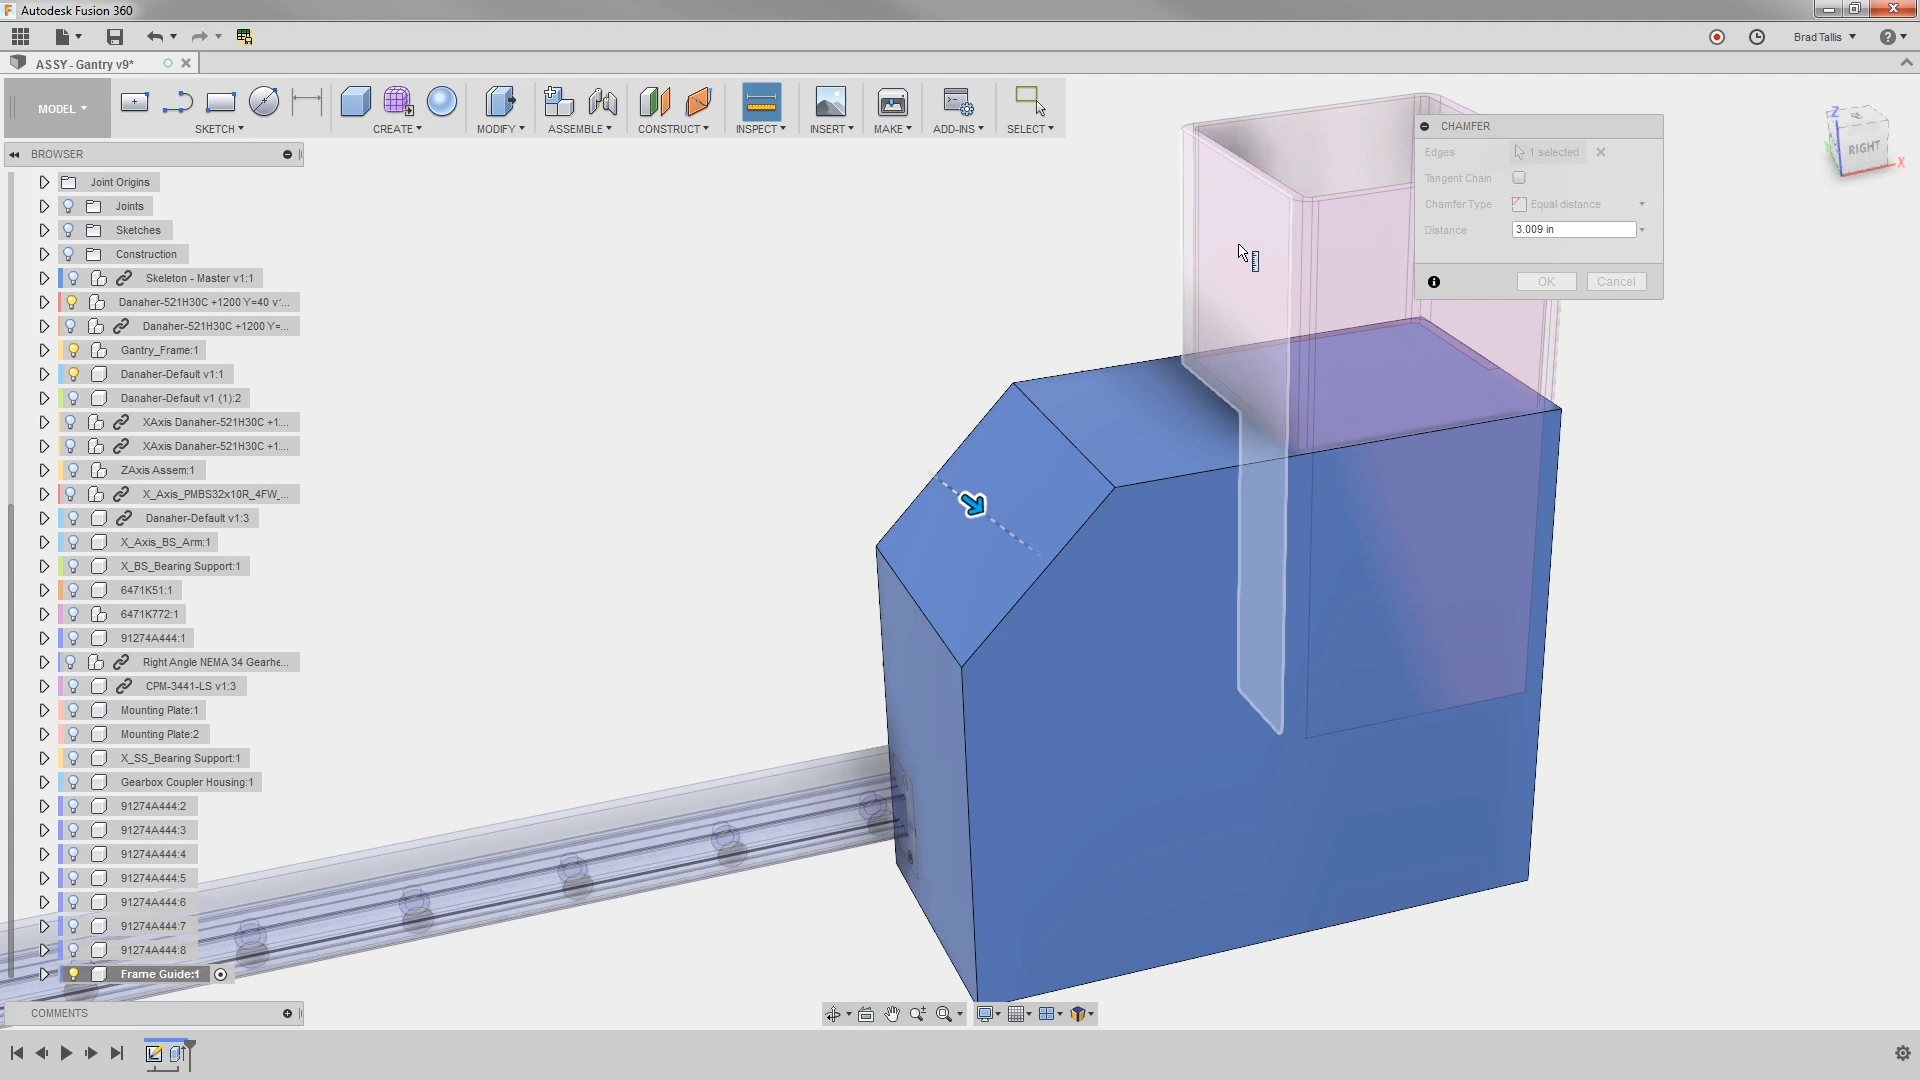 Autodesk Fusion 360
Brad Tallis
ASSY - Gantry v9*
MODEL
SKETCH
CREATE
MODIFY
ASSEMBLE
CONSTRUCT
INSPECT
INSERT
MAKE
ADD-INS
SELECT
BROWSER
Joint Origins
Joints
Sketches
Construction
Skeleton - Master v1:1
Danaher-521H30C +1200 Y=40 v'...
Danaher-521H30C +1200 Y=...
Gantry_Frame:1
Danaher-Default v1:1
Danaher-Default v1 (1):2
XAxis Danaher-521H30C +1...
XAxis Danaher-521H30C +1...
ZAxis Assem:1
X_Axis_PMBS32x10R_4FW_...
Danaher-Default v1:3
X_Axis_BS_Arm:1
X_BS_Bearing Support:1
6471K51:1
6471K772:1
91274A444:1
Right Angle NEMA 34 Gearhe...
CPM-3441-LS v1:3
Mounting Plate:1
Mounting Plate:2
X_SS_Bearing Support:1
Gearbox Coupler Housing:1
91274A444:2
91274A444:3
91274A444:4
91274A444:5
91274A444:6
91274A444:7
91274A444:8
Frame Guide:1
COMMENTS
CHAMFER
Edges 1 selected
Tangent Chain
Chamfer Type Equal distance
Distance 3.009 in
OK Cancel
Z
Y
RIGHT
X